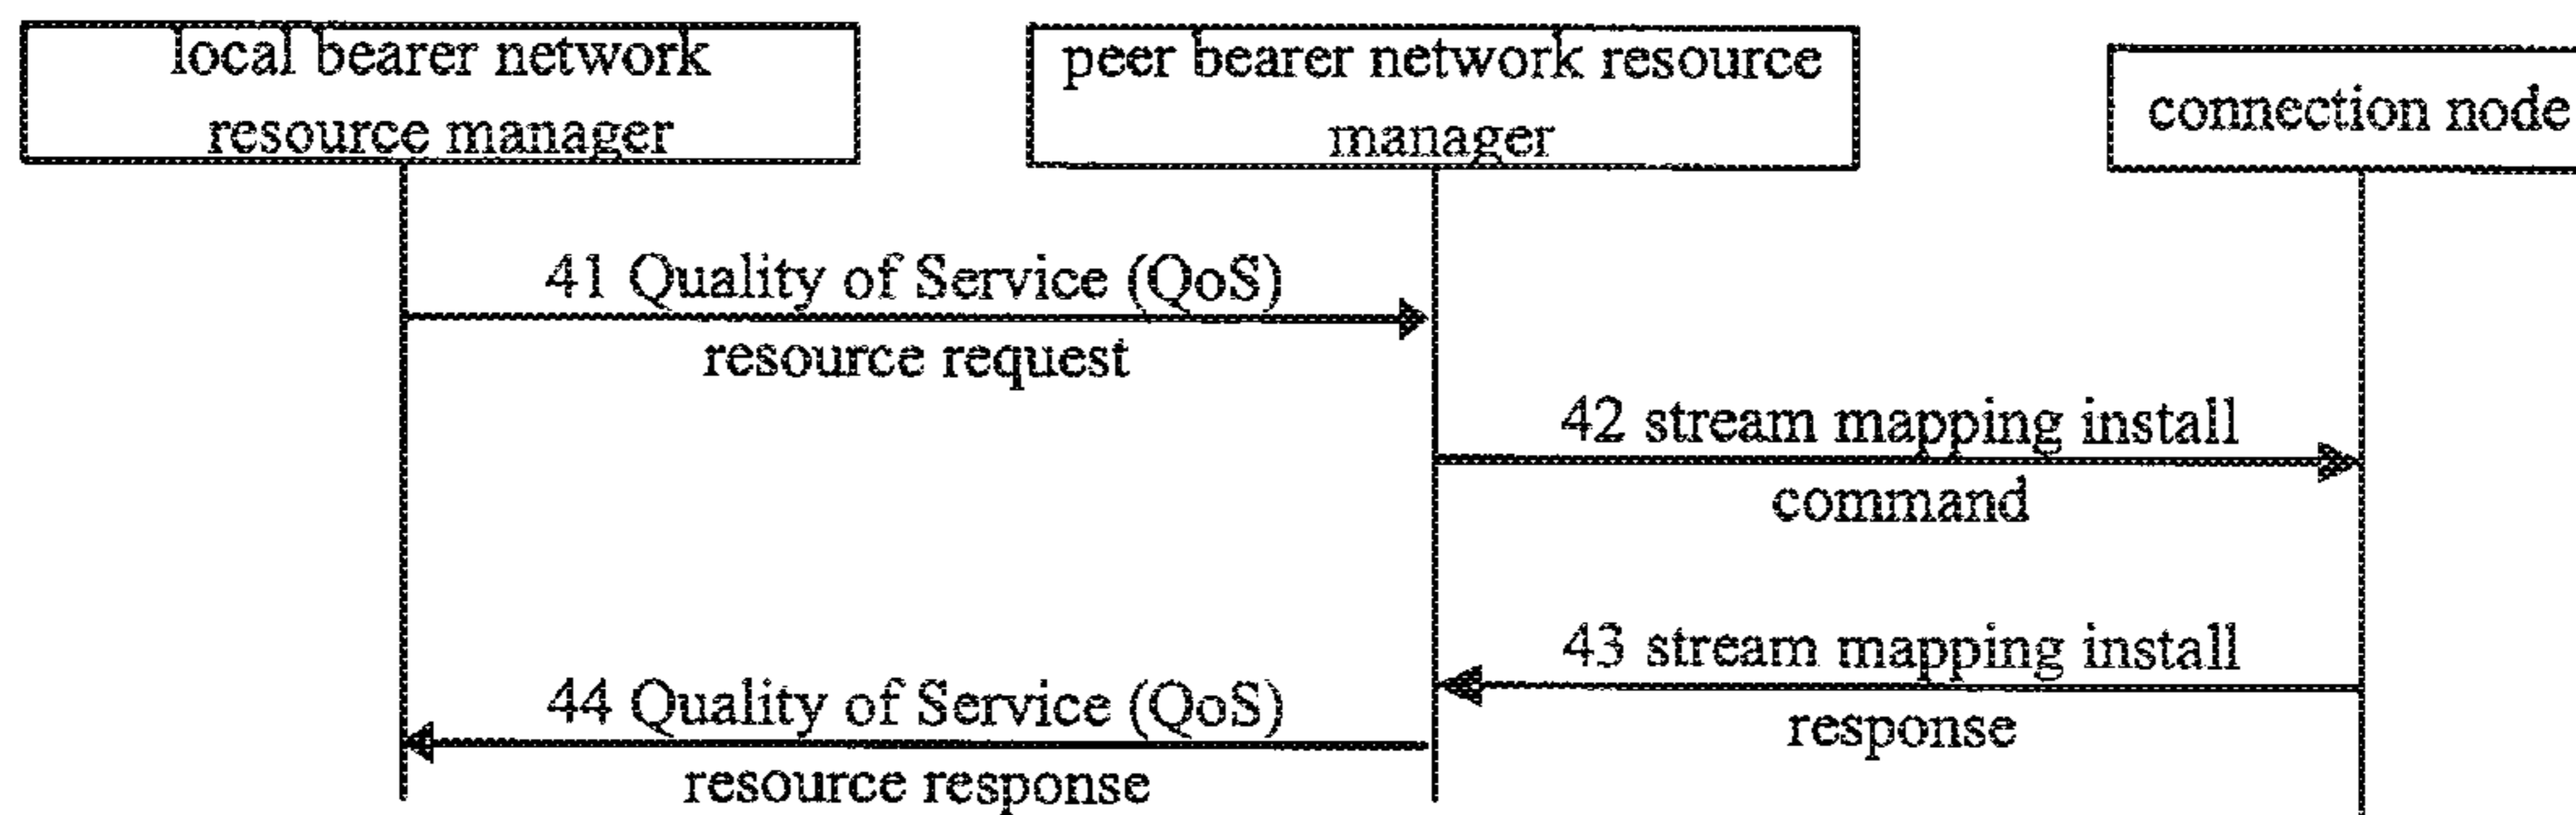 local bearer network
resource manager
peer bearer network resource
manager
connection node
41 Quality of Service (QoS)
resource request
42 stream mapping install
command
43 stream mapping install
response
44 Quality of Service (QoS)
resource response